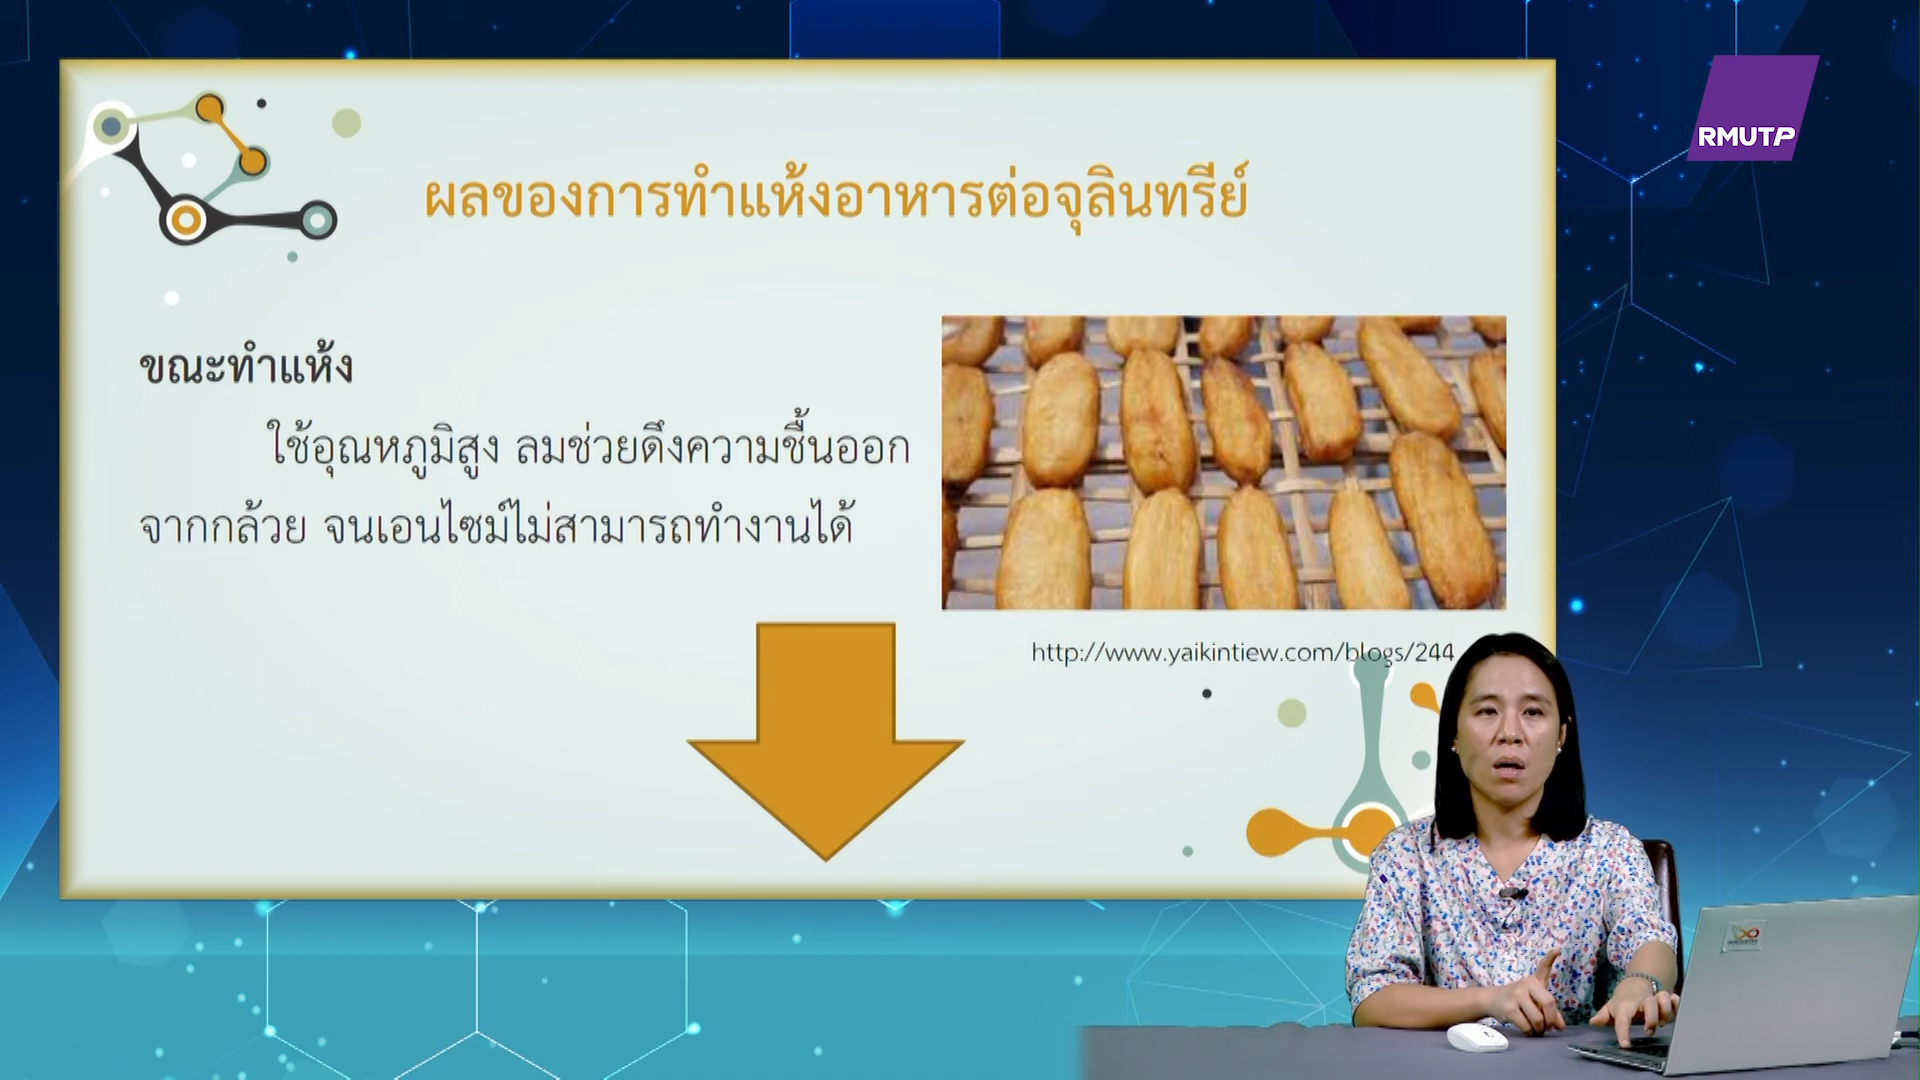 RMUTP
ผลของการทำแห้งอาหารต่อจุลินทรีย์
ขณะทำแห้ง
ใช้อุณหภูมิสูง ลมช่วยดึงความชื้นออก
จากกล้วย จนเอนไซม์ไม่สามารถทำงานได้
http://www.yaikintiew.com/blogs/244